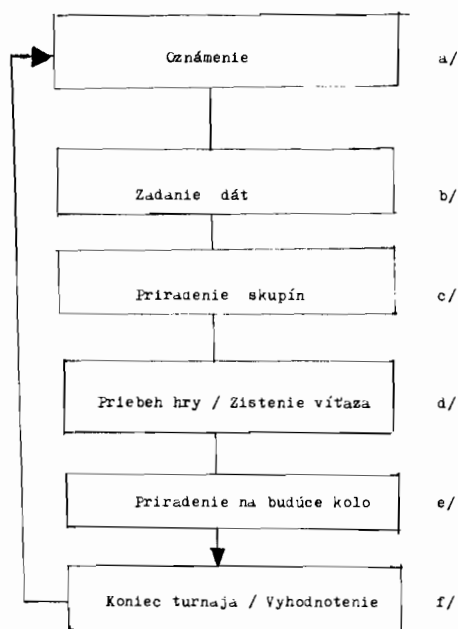 Oznámenie a/
Zadanie dát b/
Priradenie skupín c/
Priebeh hry / Zistenie víťaza d/
Priradenie na budúce kolo e/
Koniec turnaja / Vyhodnotenie f/